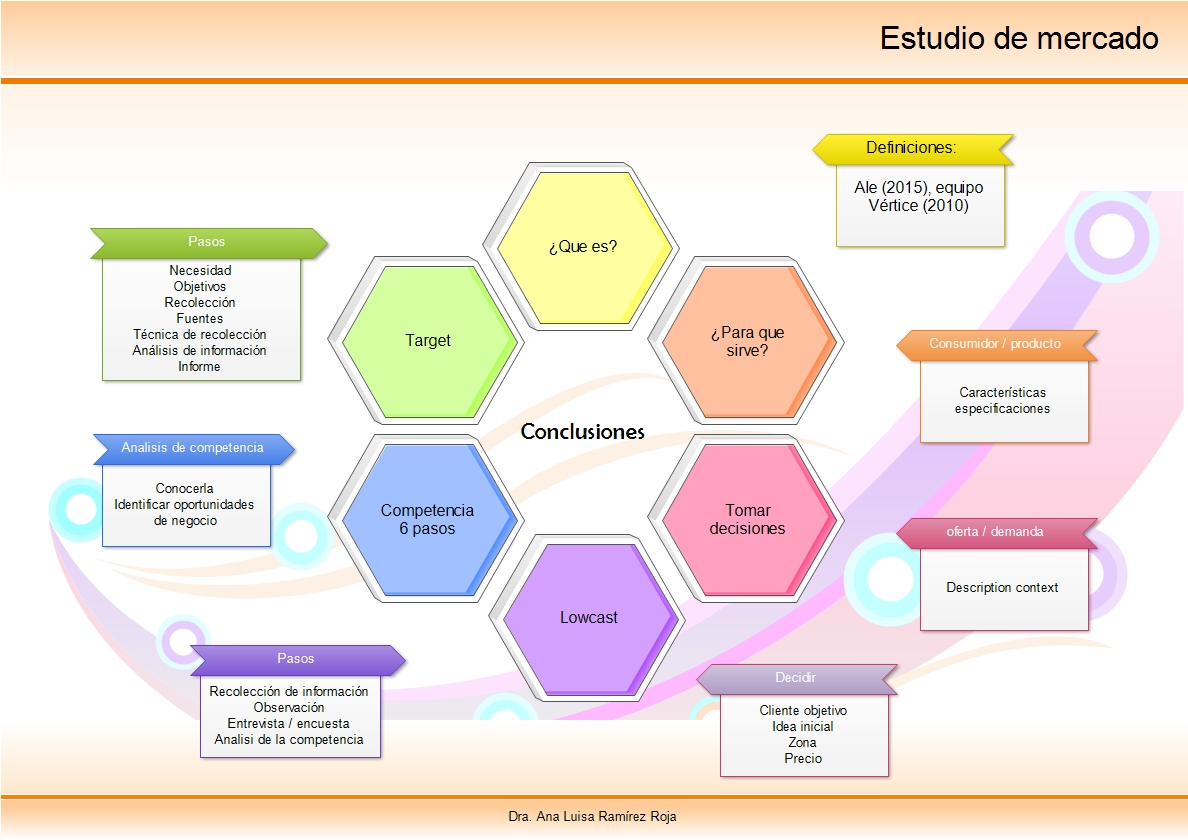 Estudio de mercado
Definiciones:
Ale (2015), equipo
Vértice (2010)
Pasos
Necesidad
Objetivos
Recolección
Fuentes
Técnica de recolección
Análisis de información
Informe
¿Que es?
Target
¿Para que
sirve?
Consumidor / producto
Características
especificaciones
Conclusiones
Analisis de competencia
Conocerla
Identificar oportunidades
de negocio
Competencia
6 pasos
Tomar
decisiones
oferta / demanda
Description context
Lowcast
Pasos
Recolección de información
Observación
Entrevista / encuesta
Analisi de la competencia
Decidir
Cliente objetivo
Idea inicial
Zona
Precio
Dra. Ana Luisa Ramírez Roja